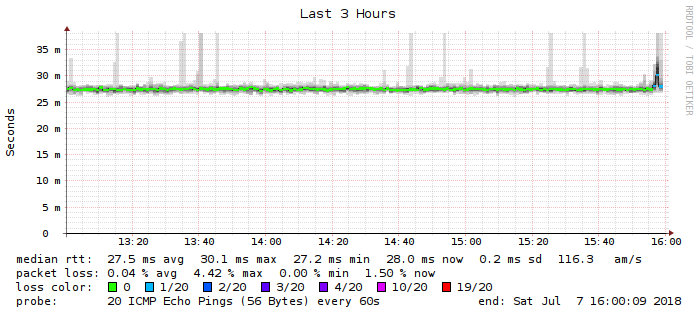 Last 3 Hours
RRDTOOL / TOBI OETIKER
Seconds
35 m
30 m
25 m
20 m
15 m
10 m
5 m
0
13:20 13:40 14:00 14:20 14:40 15:00 15:20 15:40 16:00
median rtt: 27.5 ms avg 30.1 ms max 27.2 ms min 28.0 ms now 0.2 ms sd 116.3 am/s
packet loss: 0.04 % avg 4.42 % max 0.00 % min 1.50 % now
loss color: 0 1/20 2/20 3/20 4/20 10/20 19/20
probe: 20 ICMP Echo Pings (56 Bytes) every 60s end: Sat Jul 7 16:00:09 2018